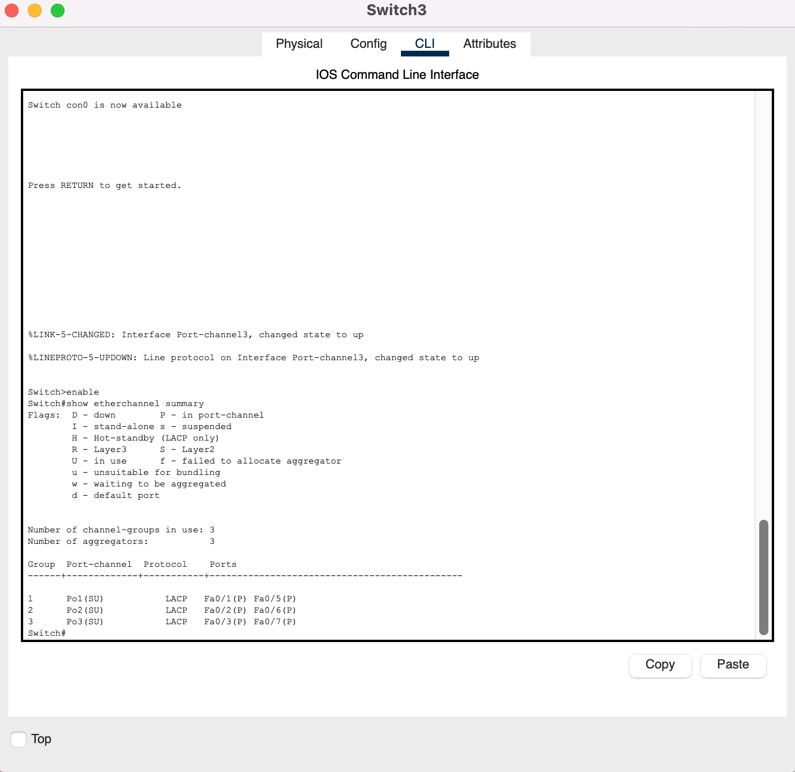 Switch3
Physical Config CLI Attributes
IOS Command Line Interface
Switch con0 is now available
Press RETURN to get started.
%LINK-5-CHANGED: Interface Port-channel3, changed state to up
%LINEPROTO-5-UPDOWN: Line protocol on Interface Port-channel3, changed state to up
Switch>enable
Switch#show etherchannel summary
Flags:  D - down        P - in port-channel
        I - stand-alone s - suspended
        H - Hot-standby (LACP only)
        R - Layer3      S - Layer2
        U - in use      f - failed to allocate aggregator
        u - unsuitable for bundling
        w - waiting to be aggregated
        d - default port
Number of channel-groups in use: 3
Number of aggregators:           3
Group  Port-channel  Protocol    Ports
------+-------------+-----------+----------------------------------------------
1      Po1(SU)           LACP   Fa0/1(P) Fa0/5(P)
2      Po2(SU)           LACP   Fa0/2(P) Fa0/6(P)
3      Po3(SU)           LACP   Fa0/3(P) Fa0/7(P)
Switch#
Copy Paste
Top